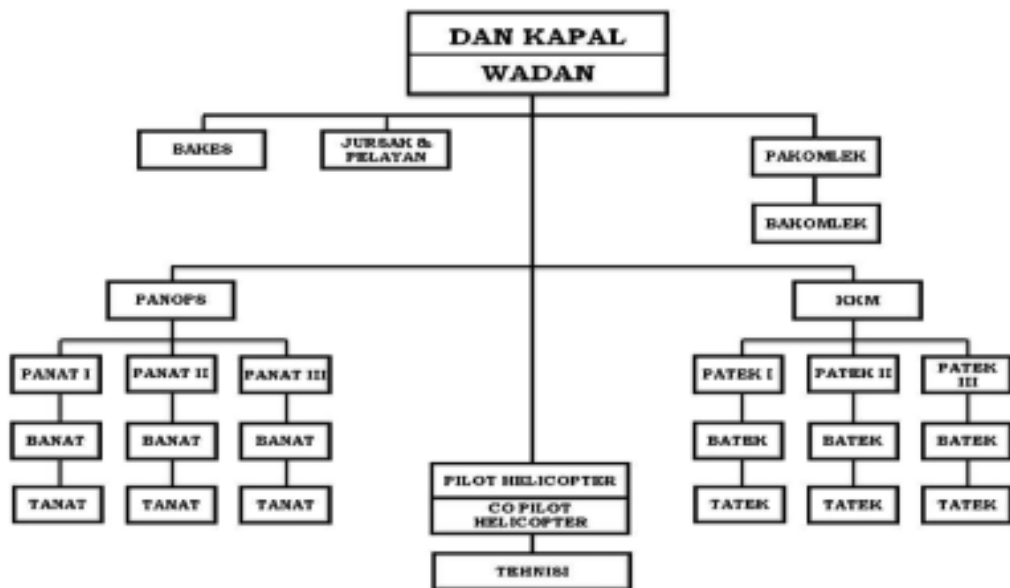 DAN KAPAL
WADAN
BAKES
JURSAK &
PELAYAN
PAKOMLEK
BAKOMLEK
PANOPS
KKM
PANAT I
PANAT II
PANAT III
PATEK I
PATEK II
PATEK
III
BANAT
BANAT
BANAT
BATEK
BATEK
BATEK
TANAT
TANAT
TANAT
TATEK
TATEK
TATEK
PILOT HELICOPTER
CO PILOT
HELICOPTER
TEHNISI